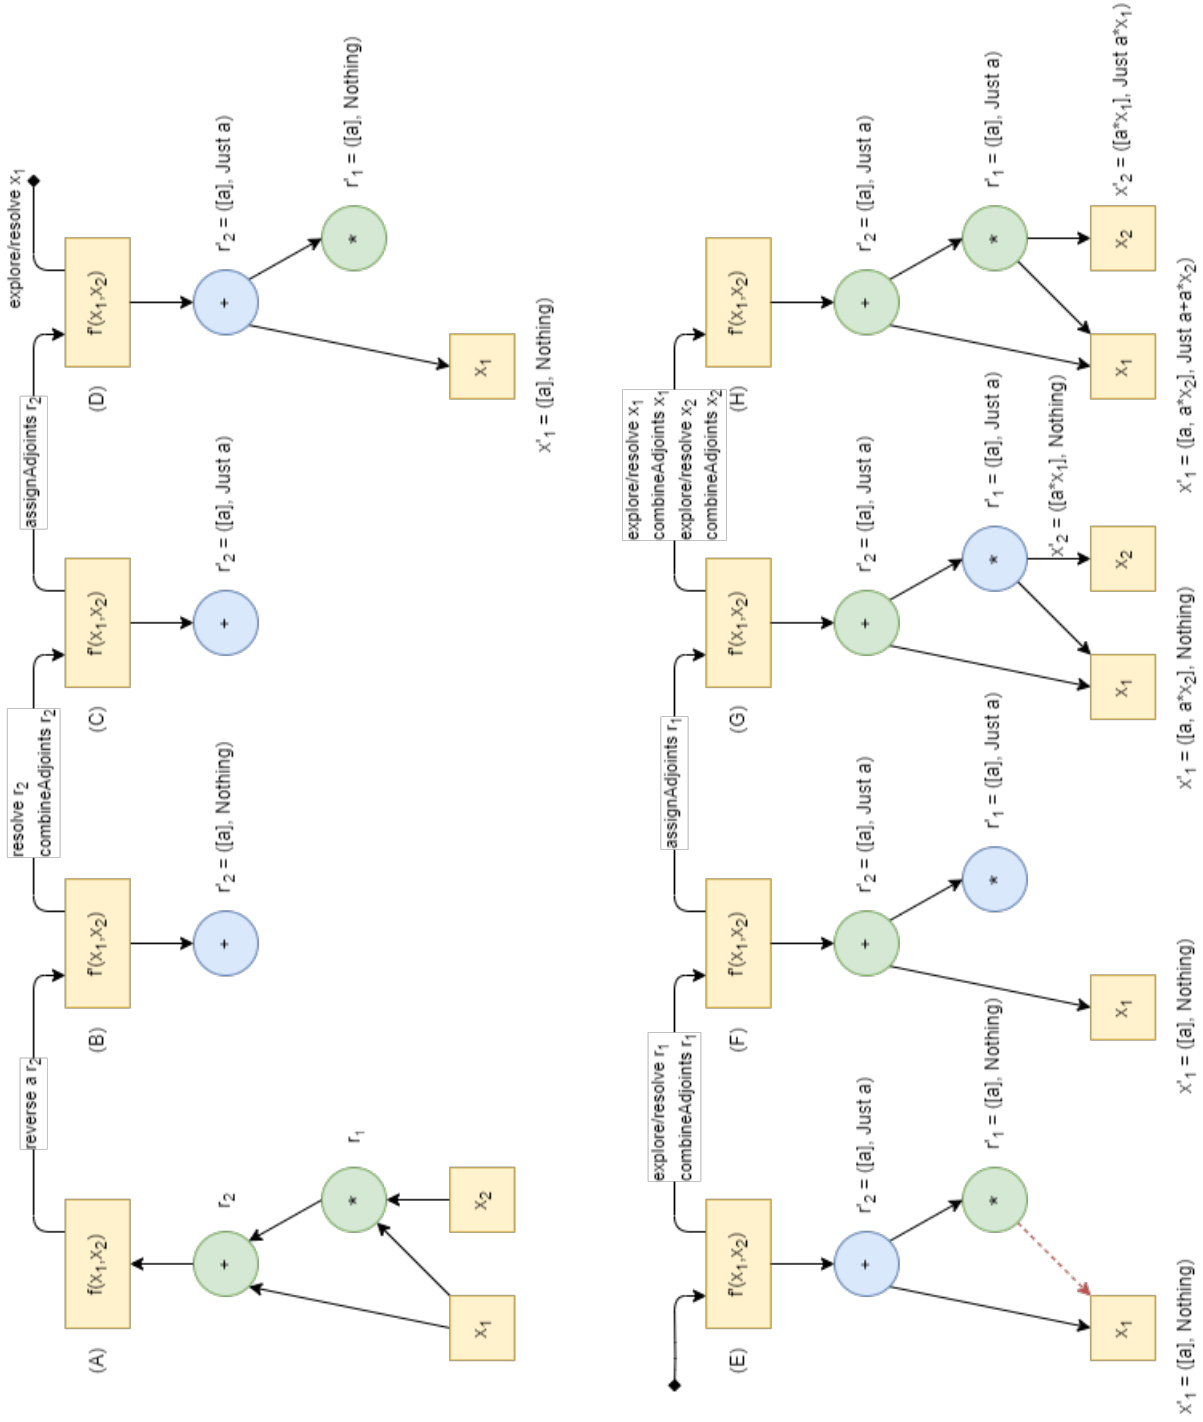 (A)
f(x₁,x₂)
r₂
+
r₁
*
x₁
x₂
reverse a r₂
(B)
f'(x₁,x₂)
+
r'₂ = ([a], Nothing)
resolve r₂
combineAdjoints r₂
(C)
f'(x₁,x₂)
+
r'₂ = ([a], Just a)
assignAdjoints r₂
(D)
f'(x₁,x₂)
+
r'₂ = ([a], Just a)
*
r'₁ = ([a], Nothing)
x₁
x'₁ = ([a], Nothing)
explore/resolve x₁
(E)
f'(x₁,x₂)
+
r'₂ = ([a], Just a)
*
r'₁ = ([a], Nothing)
x₁
x'₁ = ([a], Nothing)
explore/resolve r₁
combineAdjoints r₁
(F)
f'(x₁,x₂)
+
r'₂ = ([a], Just a)
*
r'₁ = ([a], Just a)
x₁
x'₁ = ([a], Nothing)
assignAdjoints r₁
(G)
f'(x₁,x₂)
+
r'₂ = ([a], Just a)
*
r'₁ = ([a], Just a)
x'₂ = ([a*x₁], Nothing)
x₁
x₂
x'₁ = ([a, a*x₂], Nothing)
explore/resolve x₁
combineAdjoints x₁
explore/resolve x₂
combineAdjoints x₂
(H)
f'(x₁,x₂)
+
r'₂ = ([a], Just a)
*
r'₁ = ([a], Just a)
x₁
x₂
x'₂ = ([a*x₁], Just a*x₁)
x'₁ = ([a, a*x₂], Just a+a*x₂)